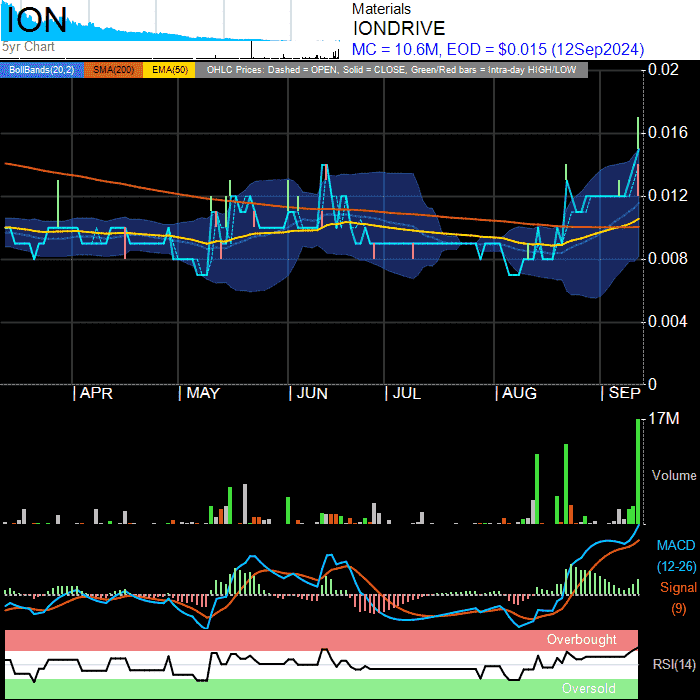 ION
5yr Chart
Materials
IONDRIVE
MC = 10.6M, EOD = $0.015 (12Sep2024)
BollBands(20,2) SMA(200) EMA(50) OHLC Prices: Dashed = OPEN, Solid = CLOSE, Green/Red bars = Intra-day HIGH/LOW
0.02
0.016
0.012
0.008
0.004
0
APR MAY JUN JUL AUG SEP
17M
Volume
MACD
(12-26)
Signal
(9)
Overbought
RSI(14)
Oversold